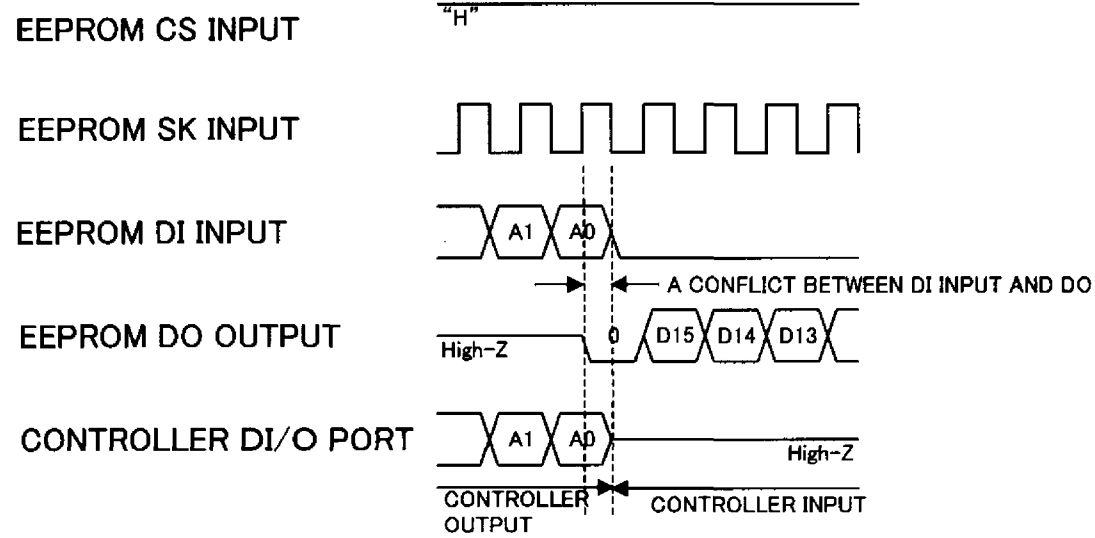 EEPROM CS INPUT
"H"
EEPROM SK INPUT
EEPROM DI INPUT
A1 A0
A CONFLICT BETWEEN DI INPUT AND DO
EEPROM DO OUTPUT
High-Z
0 D15 D14 D13
CONTROLLER DI/O PORT
A1 A0
High-Z
CONTROLLER OUTPUT
CONTROLLER INPUT